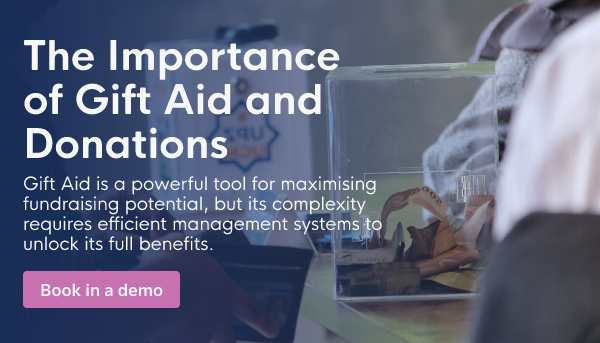 The Importance
of Gift Aid and
Donations
Gift Aid is a powerful tool for maximising
fundraising potential, but its complexity
requires efficient management systems to
unlock its full benefits.
Book in a demo